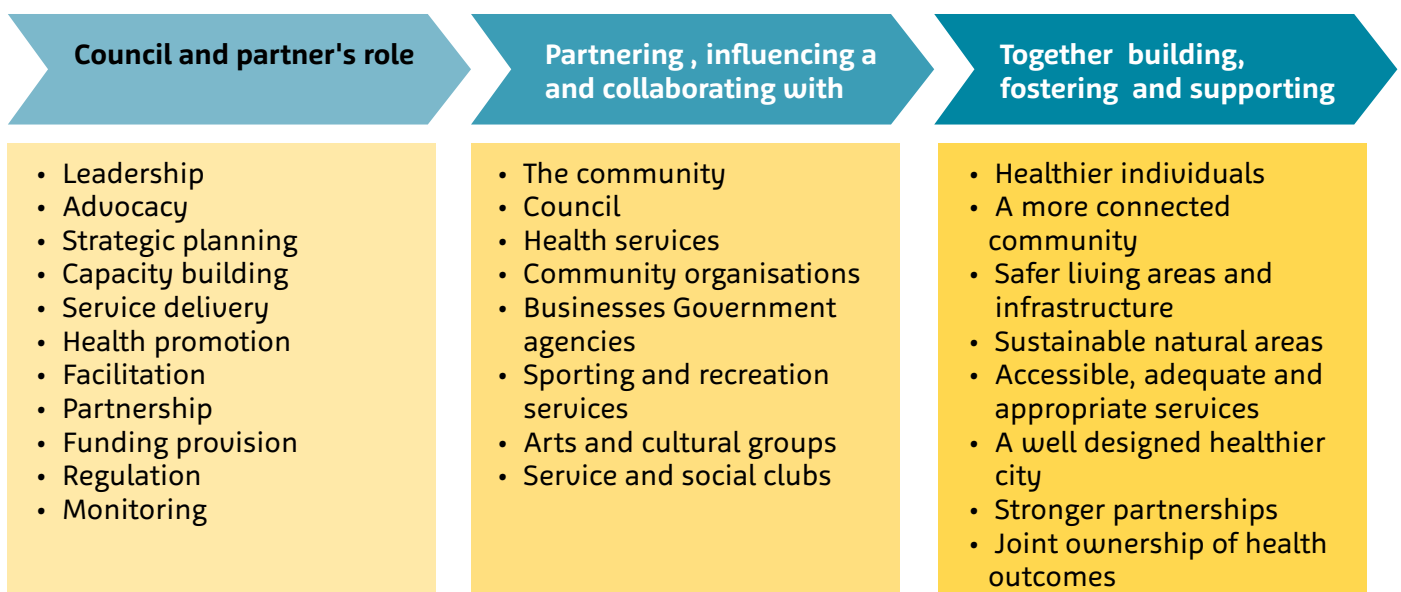 Council and partner's role
Partnering , influencing a
and collaborating with
Together building,
fostering and supporting
• Leadership
• Advocacy
• Strategic planning
• Capacity building
• Service delivery
• Health promotion
• Facilitation
• Partnership
• Funding provision
• Regulation
• Monitoring
• The community
• Council
• Health services
• Community organisations
• Businesses Government
agencies
• Sporting and recreation
services
• Arts and cultural groups
• Service and social clubs
• Healthier individuals
• A more connected
community
• Safer living areas and
infrastructure
• Sustainable natural areas
• Accessible, adequate and
appropriate services
• A well designed healthier
city
• Stronger partnerships
• Joint ownership of health
outcomes